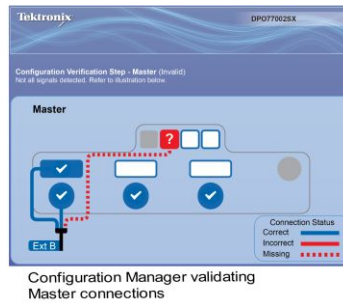 Tektronix
DPO77002SX
Configuration Verification Step - Master (Invalid)
Not all signals detected. Refer to illustration below.
Master
?
Ext B
Connection Status
Correct
Incorrect
Missing
Configuration Manager validating
Master connections